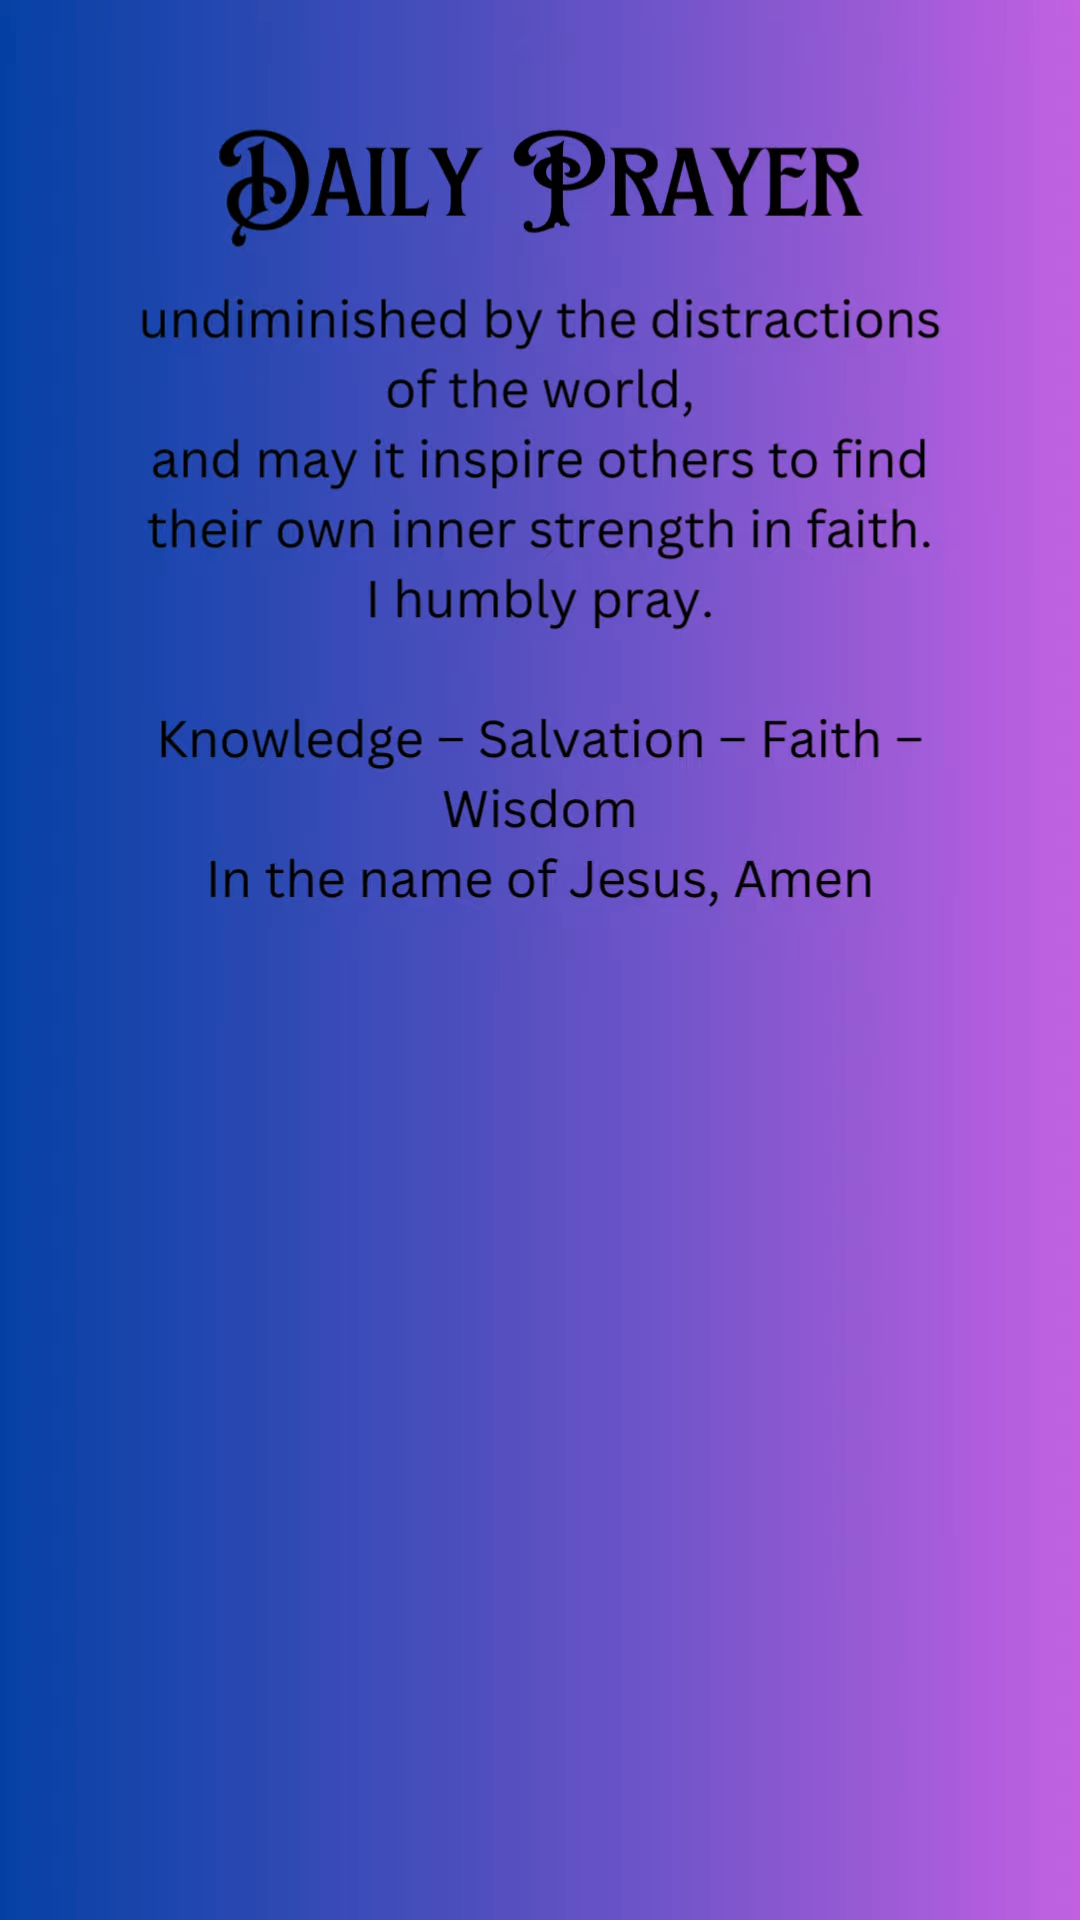 Daily Prayer
undiminished by the distractions
of the world,
and may it inspire others to find
their own inner strength in faith.
I humbly pray.
Knowledge – Salvation – Faith –
Wisdom
In the name of Jesus, Amen